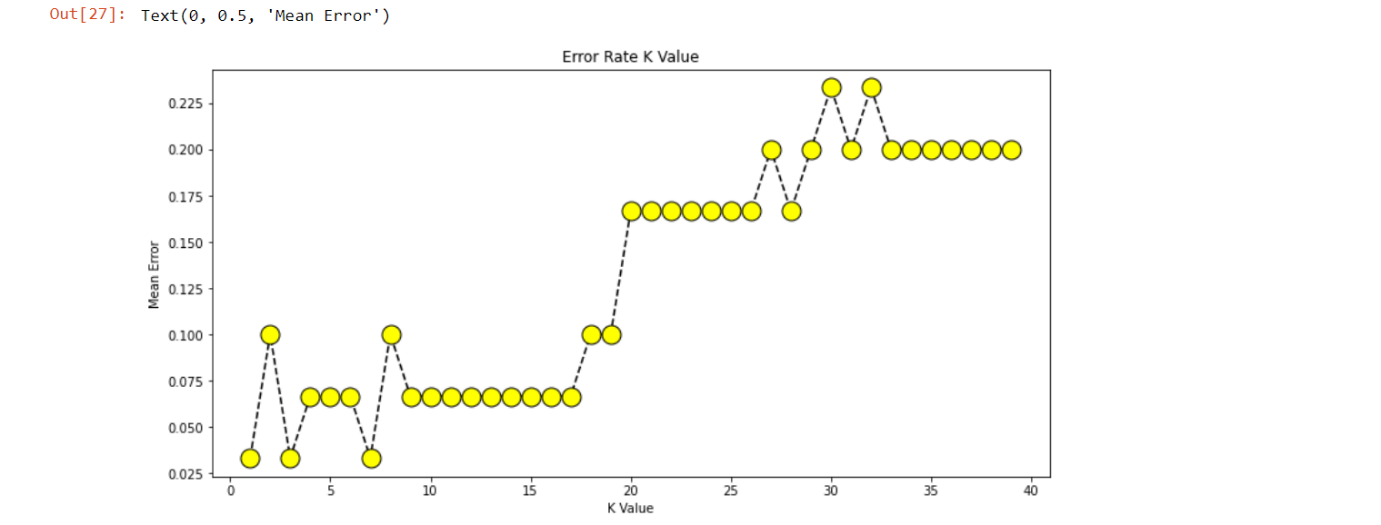 Out[27]: Text(0, 0.5, 'Mean Error')
Error Rate K Value
0.225
0.200
0.175
0.150
0.125
0.100
0.075
0.050
0.025
Mean Error
0 5 10 15 20 25 30 35 40
K Value